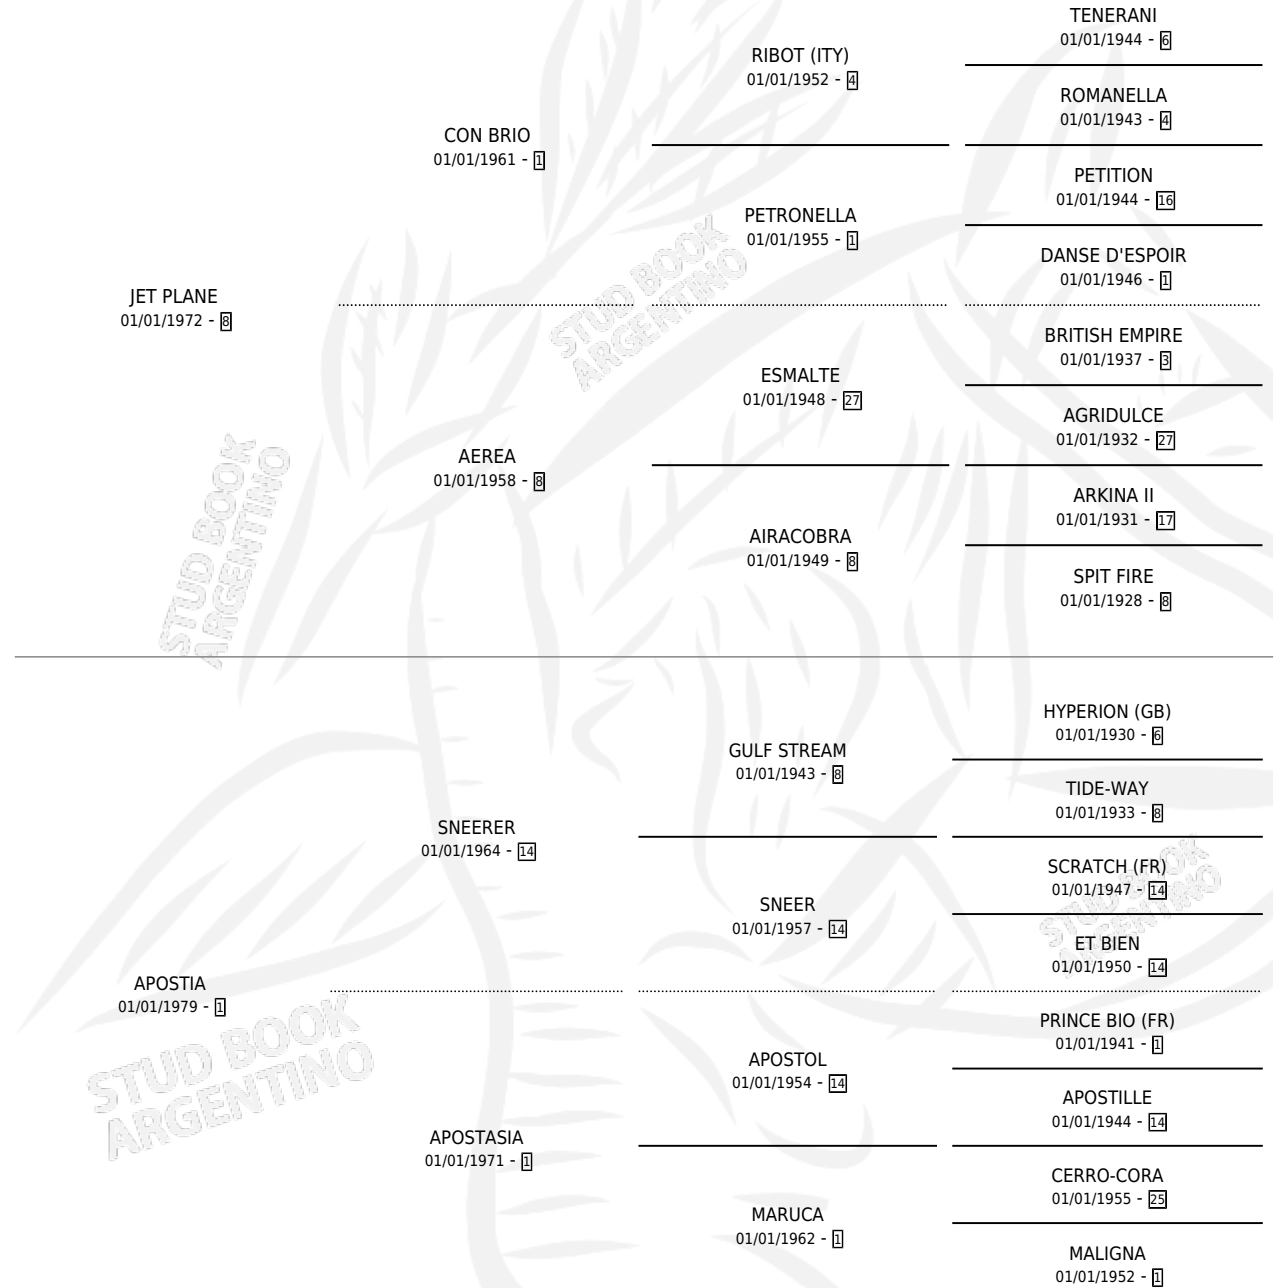 TENERANI
01/01/1944 - 6
RIBOT (ITY)
01/01/1952 - 4
ROMANELLA
01/01/1943 - 4
CON BRIO
01/01/1961 - 1
PETITION
01/01/1944 - 16
PETRONELLA
01/01/1955 - 1
DANSE D'ESPOIR
01/01/1946 - 1
JET PLANE
01/01/1972 - 8
STUD BOOK
ARGENTINO
BRITISH EMPIRE
01/01/1937 - 3
ESMALTE
01/01/1948 - 27
AGRIDULCE
01/01/1932 - 27
AEREA
01/01/1958 - 8
ARKINA II
01/01/1931 - 17
AIRACOBRA
01/01/1949 - 8
SPIT FIRE
01/01/1928 - 8
STUD BOOK
ARGENTINO
HYPERION (GB)
01/01/1930 - 6
GULF STREAM
01/01/1943 - 8
TIDE-WAY
01/01/1933 - 8
SNEERER
01/01/1964 - 14
SCRATCH (FR)
01/01/1947 - 14
SNEER
01/01/1957 - 14
STUD BOOK
ARGENTINO
ET BIEN
01/01/1950 - 14
APOSTIA
01/01/1979 - 1
PRINCE BIO (FR)
01/01/1941 - 1
APOSTOL
01/01/1954 - 14
APOSTILLE
01/01/1944 - 14
STUD BOOK
ARGENTINO
APOSTASIA
01/01/1971 - 1
CERRO-CORA
01/01/1955 - 25
MARUCA
01/01/1962 - 1
MALIGNA
01/01/1952 - 1